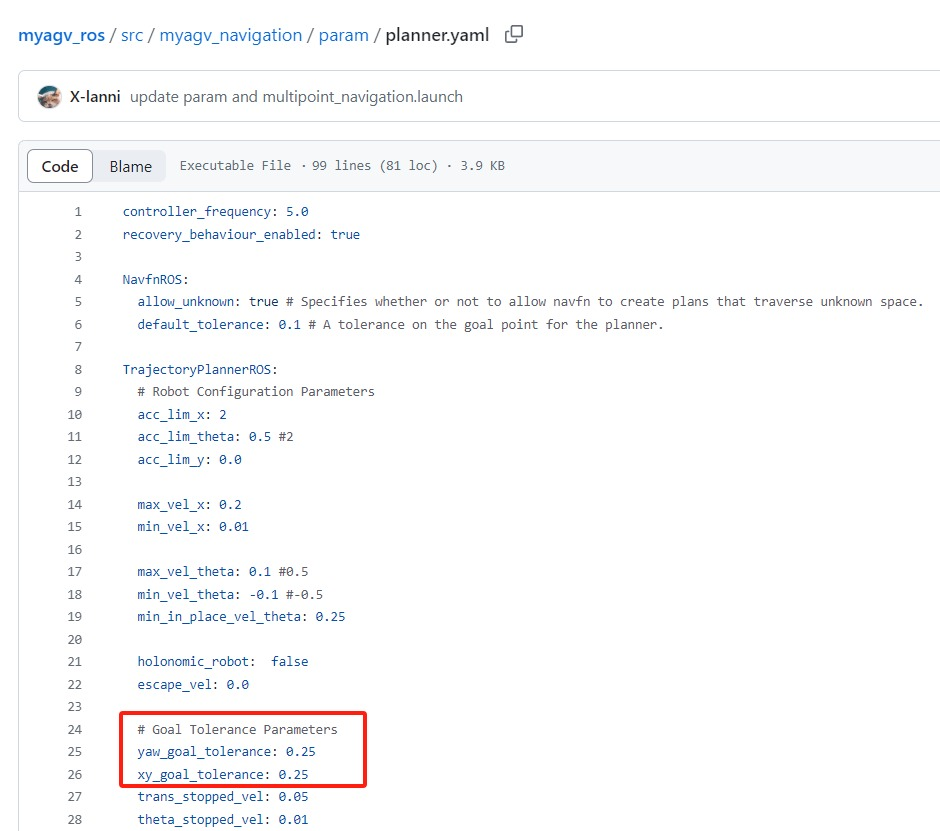 myagv_ros / src / myagv_navigation / param / planner.yaml
X-lanni update param and multipoint_navigation.launch
Code Blame Executable File · 99 lines (81 loc) · 3.9 KB
1 controller_frequency: 5.0
2 recovery_behaviour_enabled: true
3
4 NavfnROS:
5 allow_unknown: true # Specifies whether or not to allow navfn to create plans that traverse unknown space.
6 default_tolerance: 0.1 # A tolerance on the goal point for the planner.
7
8 TrajectoryPlannerROS:
9 # Robot Configuration Parameters
10 acc_lim_x: 2
11 acc_lim_theta: 0.5 #2
12 acc_lim_y: 0.0
13
14 max_vel_x: 0.2
15 min_vel_x: 0.01
16
17 max_vel_theta: 0.1 #0.5
18 min_vel_theta: -0.1 #-0.5
19 min_in_place_vel_theta: 0.25
20
21 holonomic_robot:  false
22 escape_vel: 0.0
23
24 # Goal Tolerance Parameters
25 yaw_goal_tolerance: 0.25
26 xy_goal_tolerance: 0.25
27 trans_stopped_vel: 0.05
28 theta_stopped_vel: 0.01